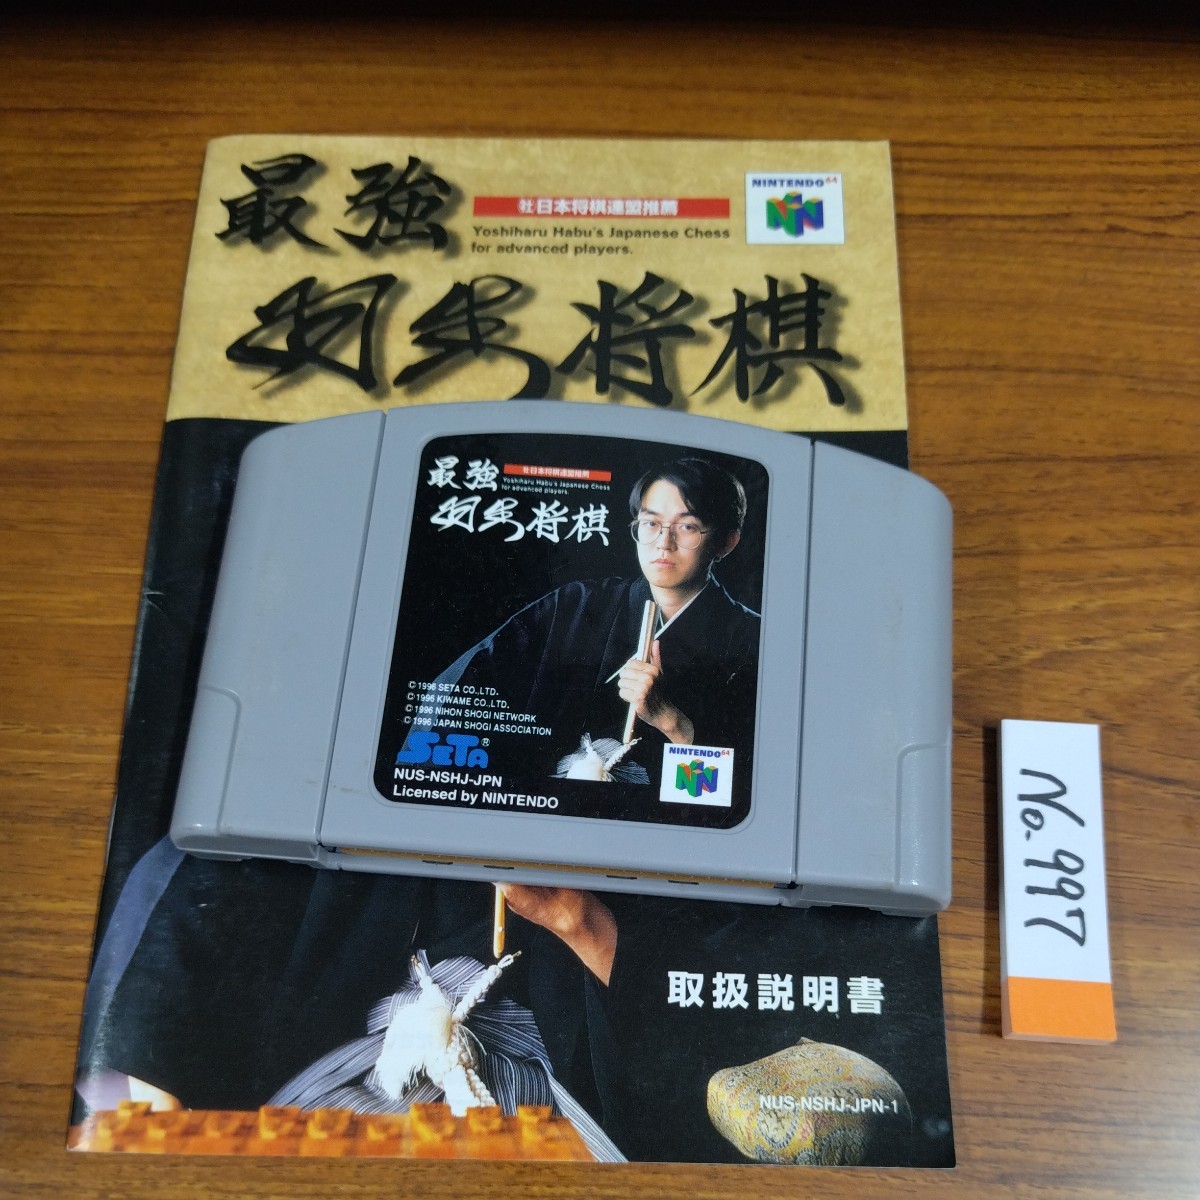 最強
㈳日本将棋連盟推薦
Yoshiharu Habu's Japanese Chess
for advanced players.
NINTENDO64
羽生将棋
最強
㈳日本将棋連盟推薦
Yoshiharu Habu's Japanese Chess
for advanced players.
羽生将棋
©1996 SETA CO.,LTD.
©1996 KIWAME CO.,LTD.
©1996 NIHON SHOGI NETWORK
©1996 JAPAN SHOGI ASSOCIATION
SETA®
NUS-NSHJ-JPN
Licensed by NINTENDO
NINTENDO64
No.997
取扱説明書
NUS-NSHJ-JPN-1